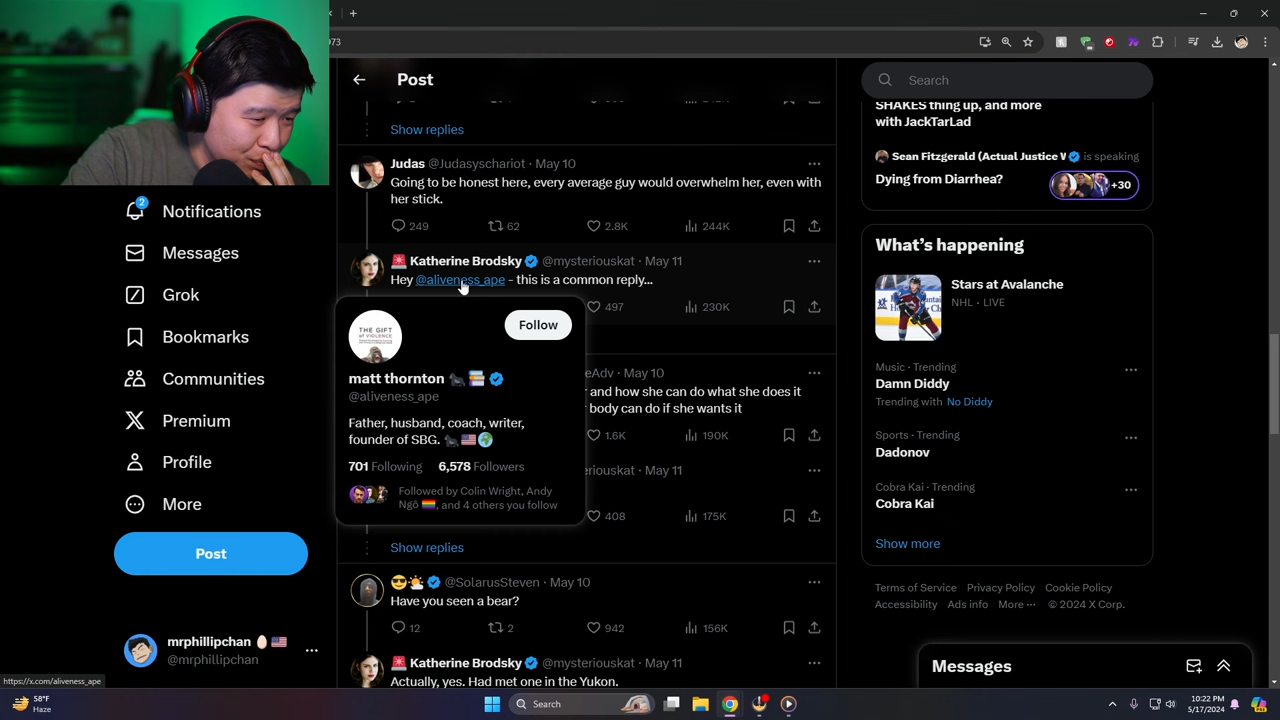 973
Notifications
2
Messages
Grok
Bookmarks
Communities
Premium
Profile
More
Post
mrphillipchan
@mrphillipchan
https://x.com/aliveness_ape
Post
Show replies
Judas @Judasyschariot · May 10
Going to be honest here, every average guy would overwhelm her, even with
her stick.
249 62 2.8K 244K
Katherine Brodsky @mysteriouskat · May 11
Hey @aliveness_ape - this is a common reply...
497 230K
THE GIFT
of VIOLENCE
Follow
matt thornton
@aliveness_ape
Father, husband, coach, writer,
founder of SBG.
701 Following 6,578 Followers
Followed by Colin Wright, Andy
Ngô, and 4 others you follow
eAdv · May 10
and how she can do what she does it
body can do if she wants it
1.6K 190K
eriouskat · May 11
408 175K
Show replies
@SolarusSteven · May 10
Have you seen a bear?
12 2 942 156K
Katherine Brodsky @mysteriouskat · May 11
Actually, yes. Had met one in the Yukon.
Search
SHAKES thing up, and more
with JackTarLad
Sean Fitzgerald (Actual Justice is speaking
Dying from Diarrhea?
+30
What's happening
Stars at Avalanche
NHL · LIVE
Music · Trending
Damn Diddy
Trending with No Diddy
Sports · Trending
Dadonov
Cobra Kai · Trending
Cobra Kai
Show more
Terms of Service Privacy Policy Cookie Policy
Accessibility Ads info More ··· © 2024 X Corp.
Messages
58°F
Haze
Search
10:22 PM
5/17/2024